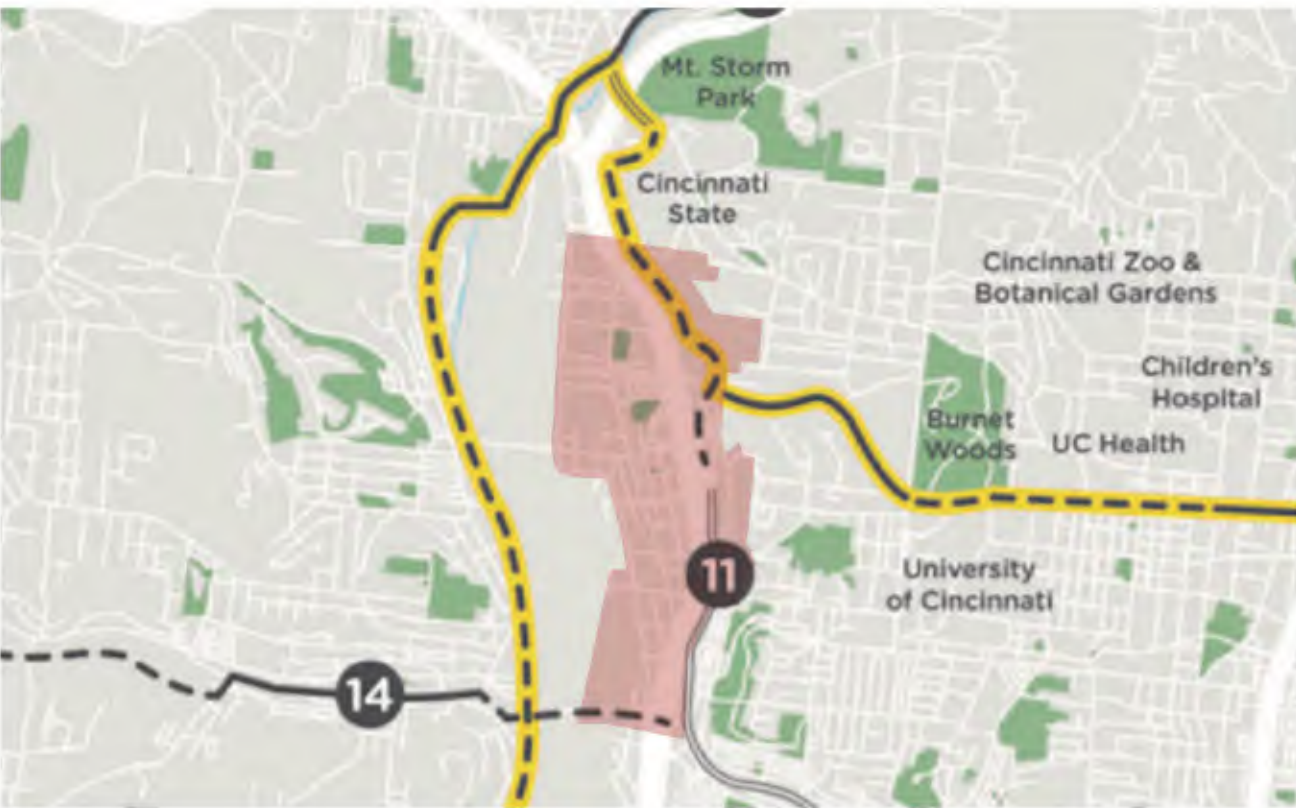 Mt. Storm
Park
Cincinnati
State
Cincinnati Zoo &
Botanical Gardens
Children's
Hospital
Burnet
Woods
UC Health
11
University
of Cincinnati
14